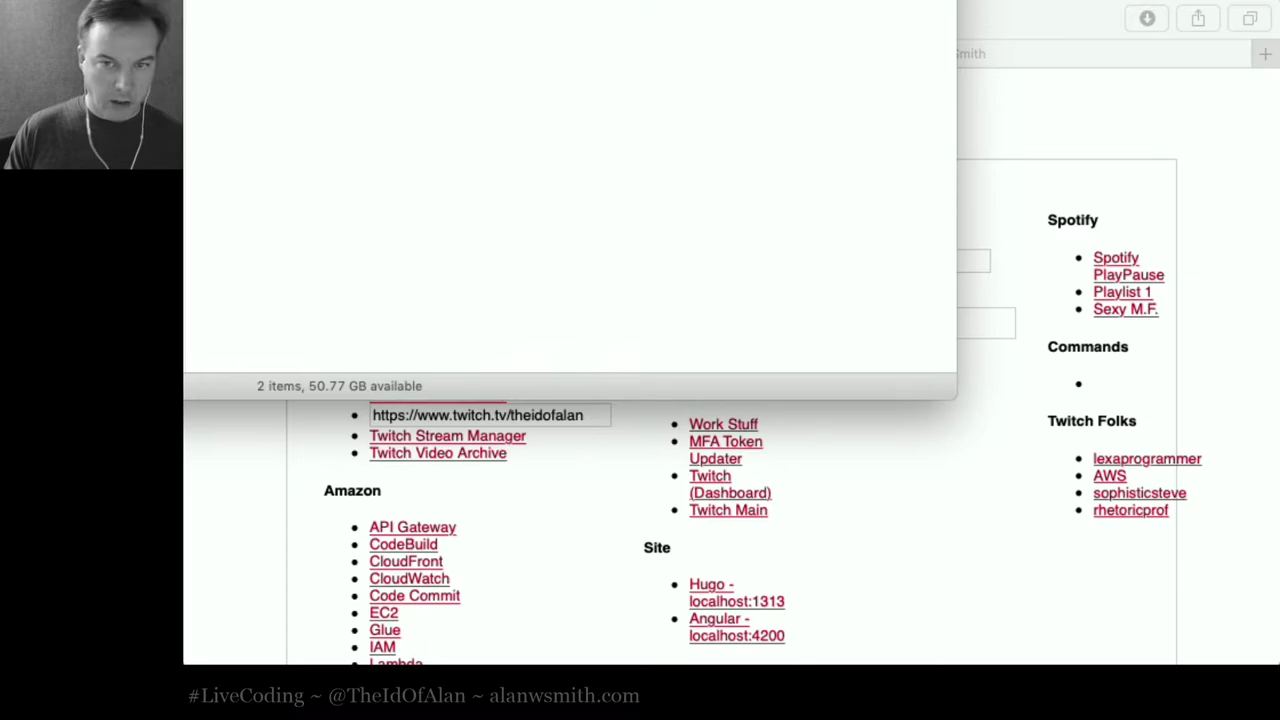 Smith
Spotify
Spotify
PlayPause
Playlist 1
Sexy M.F.
Commands
2 items, 50.77 GB available
https://www.twitch.tv/theidofalan
Twitch Stream Manager
Twitch Video Archive
Amazon
API Gateway
CodeBuild
CloudFront
CloudWatch
Code Commit
EC2
Glue
IAM
Lambda
Work Stuff
MFA Token
Updater
Twitch
(Dashboard)
Twitch Main
Site
Hugo -
localhost:1313
Angular -
localhost:4200
Twitch Folks
lexaprogrammer
AWS
sophisticsteve
rhetoricprof
#LiveCoding ~ @TheIdOfAlan ~ alanwsmith.com